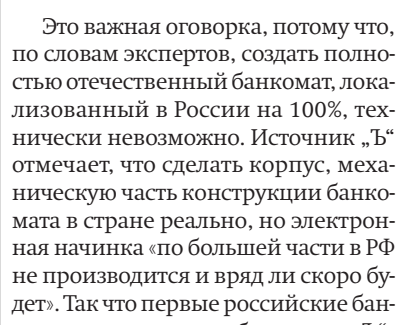 Это важная оговорка, потому что,
по словам экспертов, создать полно-
стью отечественный банкомат, лока-
лизованный в России на 100%, тех-
нически невозможно. Источник „Ъ“
отмечает, что сделать корпус, меха-
ническую часть конструкции банко-
мата в стране реально, но электрон-
ная начинка «по большей части в РФ
не производится и вряд ли скоро бу-
дет». Так что первые российские бан-